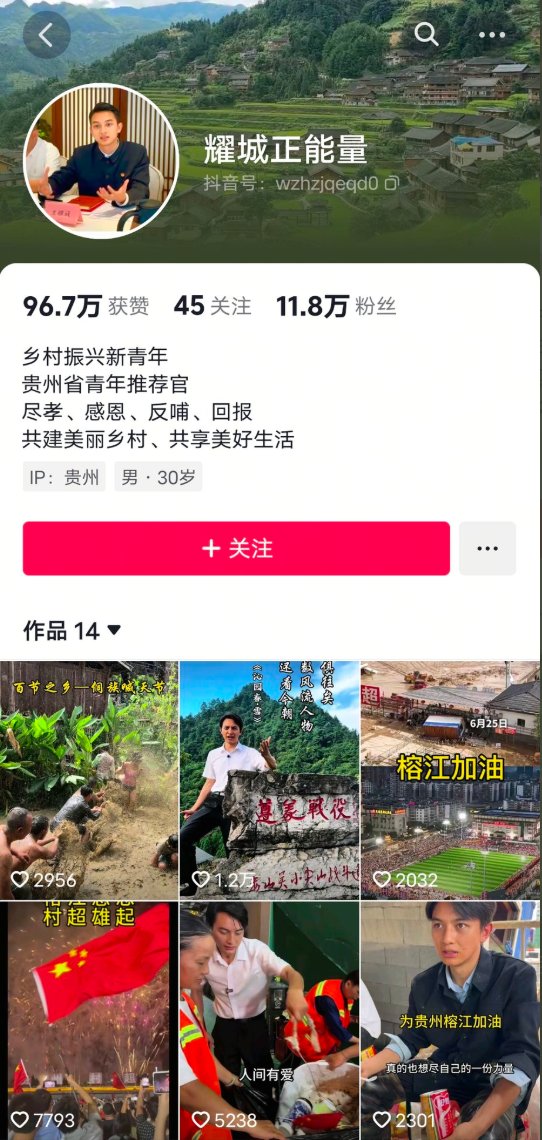 耀城正能量
抖音号：wzhzjqeqd0
96.7万 获赞 45 关注 11.8万 粉丝
乡村振兴新青年
贵州省青年推荐官
尽孝、感恩、反哺、回报
共建美丽乡村、共享美好生活
IP：贵州 男·30岁
+ 关注
作品 14
百节之乡—侗族喊天节
2956
俱往矣
数风流人物
还看今朝
《沁园春·雪》
1.2万
6月25日
榕江加油
2032
村超雄起
7793
人间有爱
5238
为贵州榕江加油
真的也想尽自己的一份力量
2301